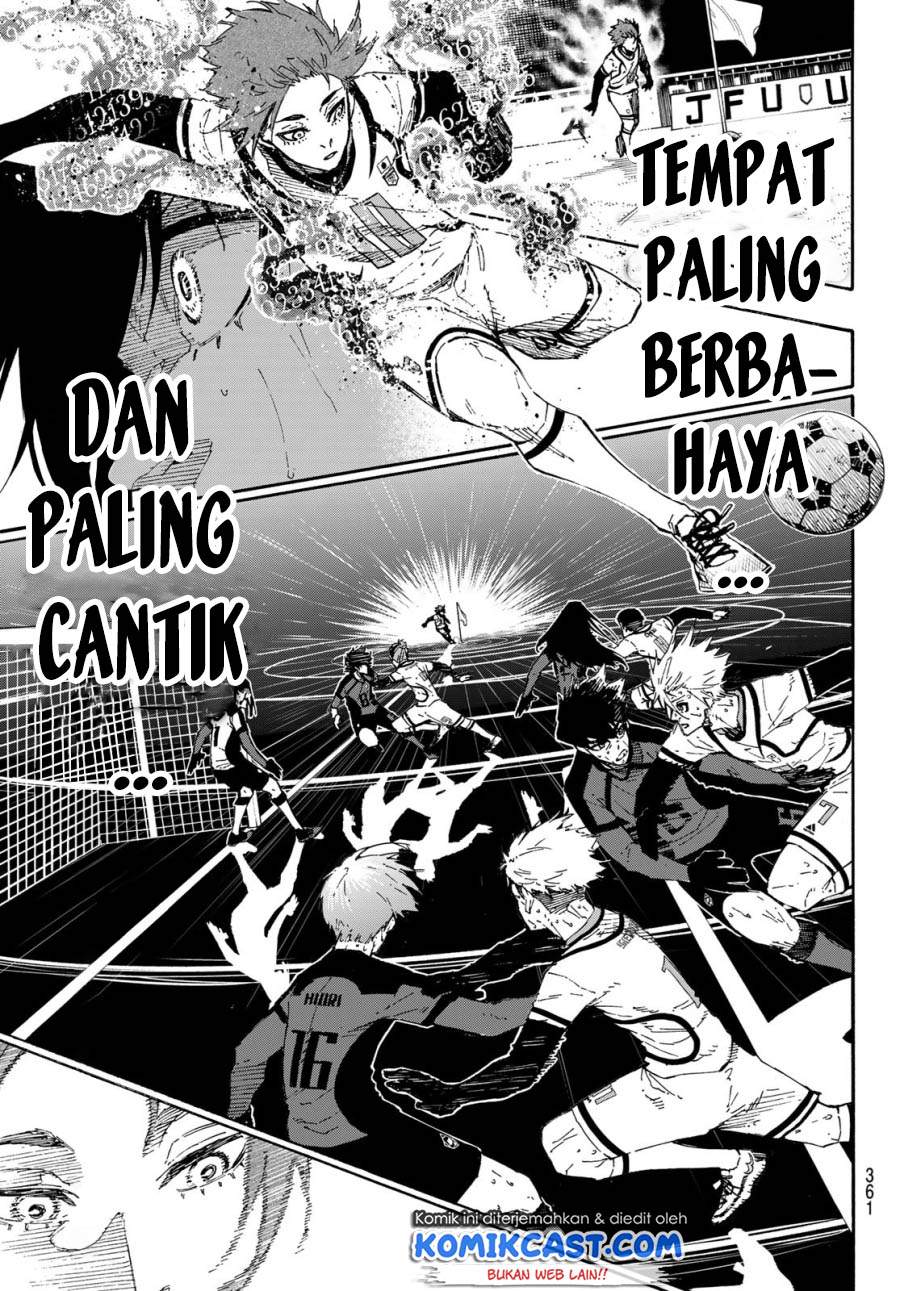 JFU
U
TEMPAT
PALING
BERBA-
HAYA
...
DAN
PALING
CANTIK
...
7
HIORI
16
361
Komik ini diterjemahkan & diedit oleh
KOMIKCAST.COM
BUKAN WEB LAIN!!